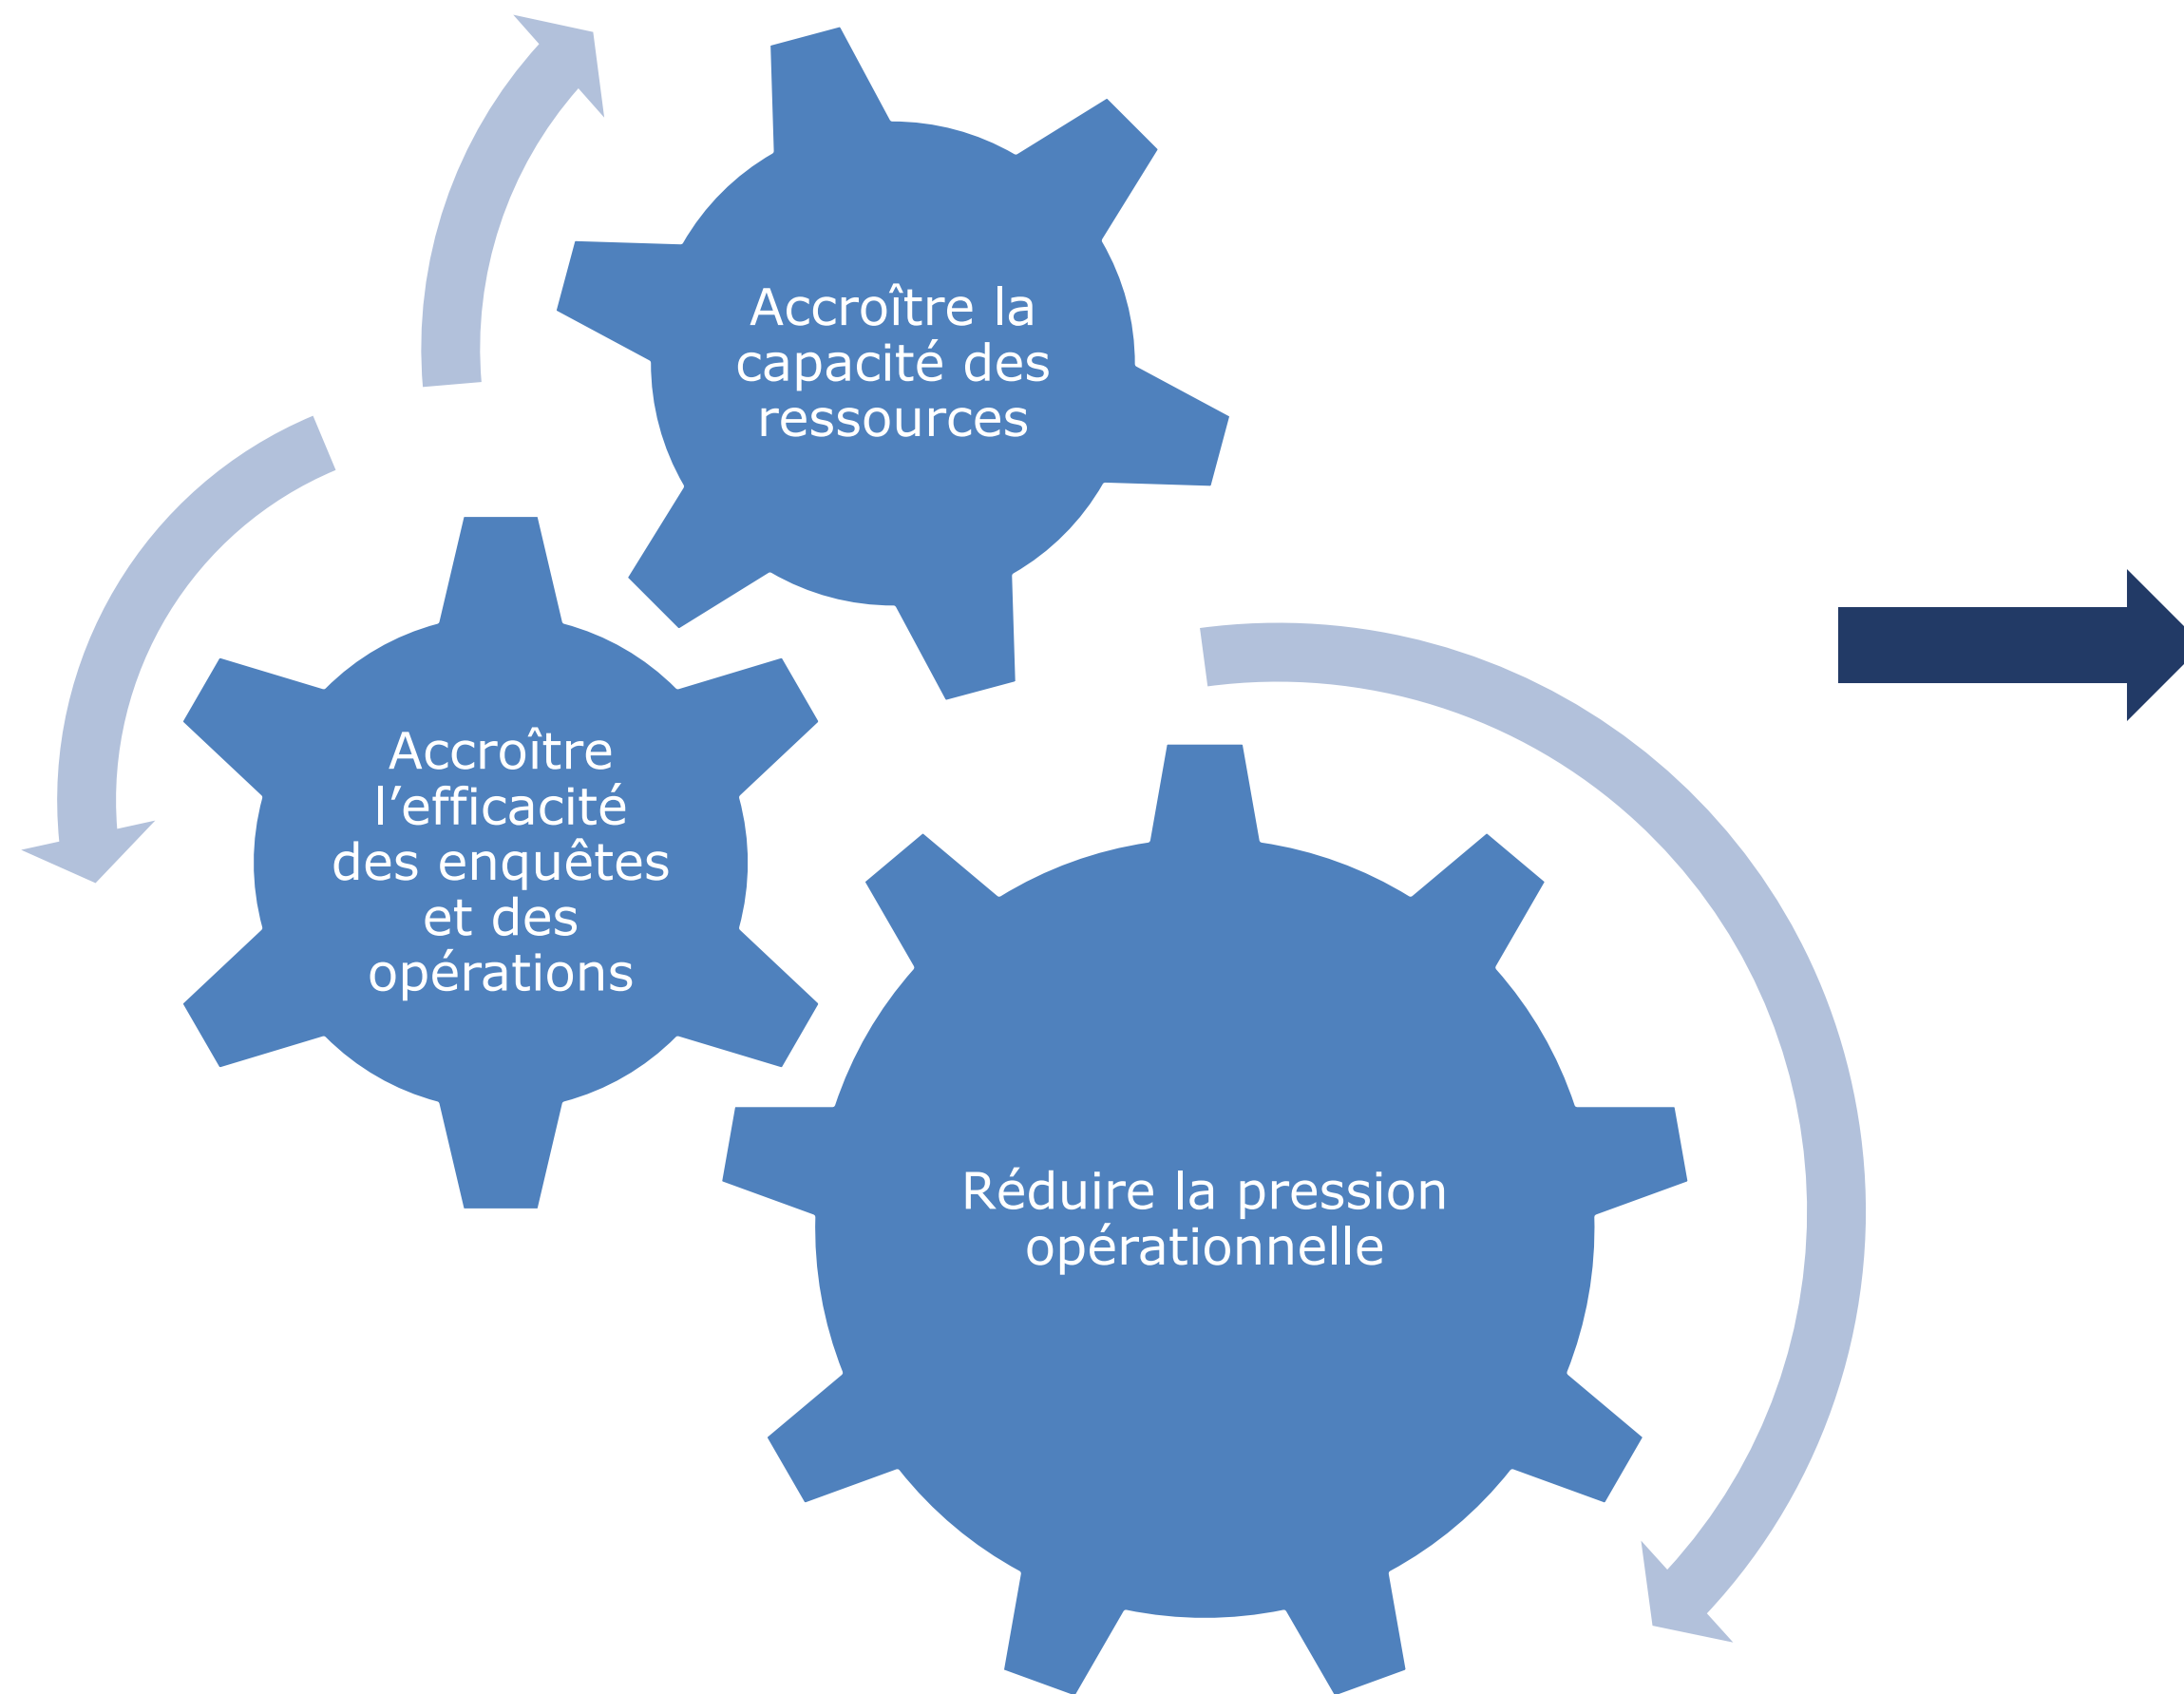 Accroître la
capacité des
ressources
Accroître
l’efficacité
des enquêtes
et des
opérations
Réduire la pression
opérationnelle